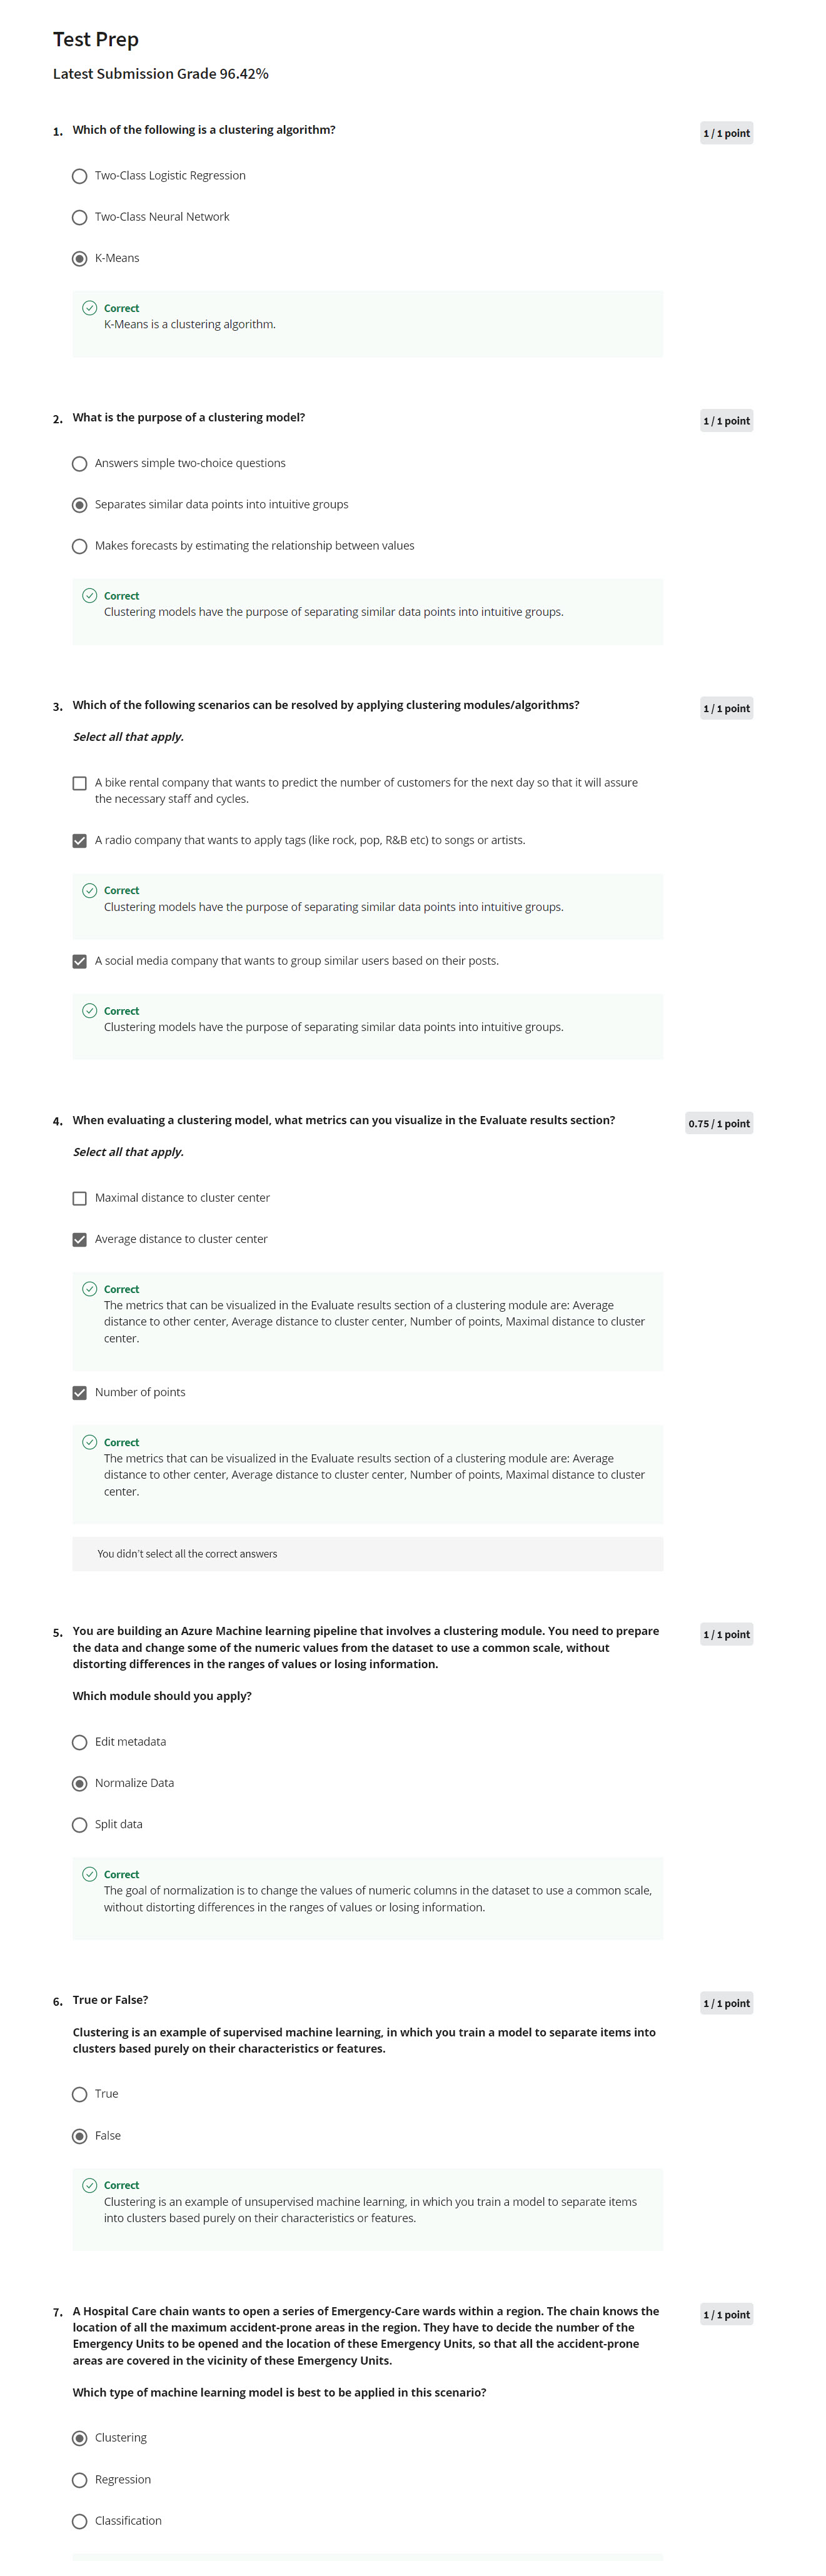 Test Prep
Latest Submission Grade 96.42%
1. Which of the following is a clustering algorithm?
1 / 1 point
Two-Class Logistic Regression
Two-Class Neural Network
K-Means
Correct
K-Means is a clustering algorithm.
2. What is the purpose of a clustering model?
1 / 1 point
Answers simple two-choice questions
Separates similar data points into intuitive groups
Makes forecasts by estimating the relationship between values
Correct
Clustering models have the purpose of separating similar data points into intuitive groups.
3. Which of the following scenarios can be resolved by applying clustering modules/algorithms?
1 / 1 point
Select all that apply.
A bike rental company that wants to predict the number of customers for the next day so that it will assure
the necessary staff and cycles.
A radio company that wants to apply tags (like rock, pop, R&B etc) to songs or artists.
Correct
Clustering models have the purpose of separating similar data points into intuitive groups.
A social media company that wants to group similar users based on their posts.
Correct
Clustering models have the purpose of separating similar data points into intuitive groups.
4. When evaluating a clustering model, what metrics can you visualize in the Evaluate results section?
0.75 / 1 point
Select all that apply.
Maximal distance to cluster center
Average distance to cluster center
Correct
The metrics that can be visualized in the Evaluate results section of a clustering module are: Average
distance to other center, Average distance to cluster center, Number of points, Maximal distance to cluster
center.
Number of points
Correct
The metrics that can be visualized in the Evaluate results section of a clustering module are: Average
distance to other center, Average distance to cluster center, Number of points, Maximal distance to cluster
center.
You didn't select all the correct answers
5. You are building an Azure Machine learning pipeline that involves a clustering module. You need to prepare
the data and change some of the numeric values from the dataset to use a common scale, without
distorting differences in the ranges of values or losing information.
1 / 1 point
Which module should you apply?
Edit metadata
Normalize Data
Split data
Correct
The goal of normalization is to change the values of numeric columns in the dataset to use a common scale,
without distorting differences in the ranges of values or losing information.
6. True or False?
1 / 1 point
Clustering is an example of supervised machine learning, in which you train a model to separate items into
clusters based purely on their characteristics or features.
True
False
Correct
Clustering is an example of unsupervised machine learning, in which you train a model to separate items
into clusters based purely on their characteristics or features.
7. A Hospital Care chain wants to open a series of Emergency-Care wards within a region. The chain knows the
location of all the maximum accident-prone areas in the region. They have to decide the number of the
Emergency Units to be opened and the location of these Emergency Units, so that all the accident-prone
areas are covered in the vicinity of these Emergency Units.
1 / 1 point
Which type of machine learning model is best to be applied in this scenario?
Clustering
Regression
Classification